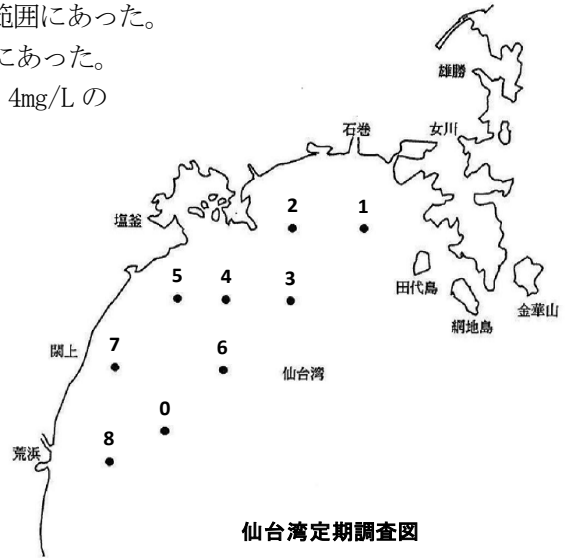 範囲にあった。
にあった。
4mg/L の
雄勝
石巻
女川
塩釜
2
1
5
4
3
田代島
網地島
金華山
閖上
7
6
仙台湾
0
荒浜
8
仙台湾定期調査図